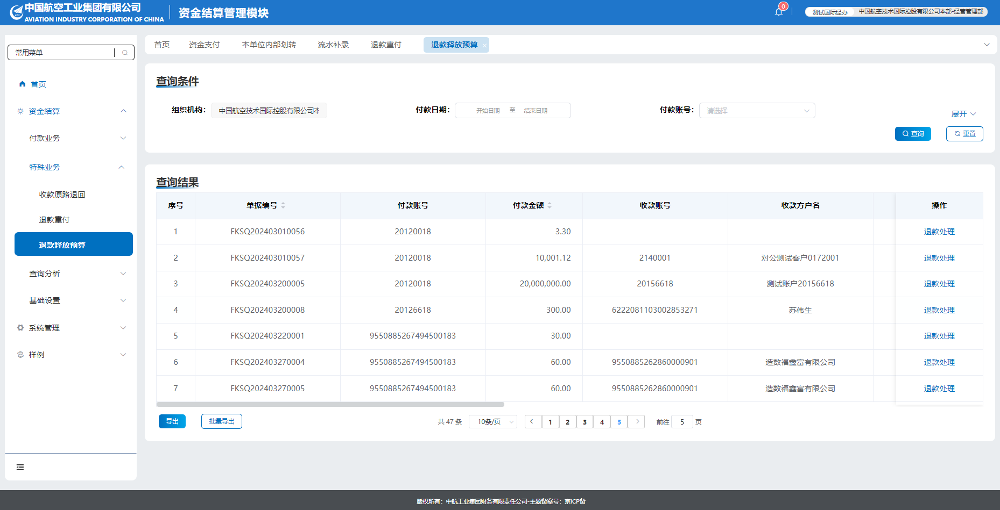 中国航空工业集团有限公司
AVIATION INDUSTRY CORPORATION OF CHINA
资金结算管理模块
0
测试国际经办
中国航空技术国际控股有限公司本部-经营管理部
常用菜单
首页
资金结算
付款业务
特殊业务
收款原路退回
退款重付
退款释放预算
查询分析
基础设置
系统管理
样例
首页 资金支付 本单位内部划转 流水补录 退款重付 退款释放预算
查询条件
组织机构： 中国航空技术国际控股有限公司本
付款日期： 开始日期 至 结束日期
付款账号： 请选择
展开
查询 重置
查询结果
序号 单据编号 付款账号 付款金额 收款账号 收款方户名 操作
1 FKSQ202403010056 20120018 3.30 退款处理
2 FKSQ202403010057 20120018 10,001.12 2140001 对公测试客户0172001 退款处理
3 FKSQ202403200005 20120018 20,000,000.00 20156618 测试账户20156618 退款处理
4 FKSQ202403200008 20126618 300.00 6222081103002853271 苏伟生 退款处理
5 FKSQ202403220001 9550885267494500183 30.00 退款处理
6 FKSQ202403270004 9550885267494500183 60.00 9550885262860000901 造数福鑫富有限公司 退款处理
7 FKSQ202403270005 9550885267494500183 60.00 9550885262860000901 造数福鑫富有限公司 退款处理
导出 批量导出 共 47 条 10条/页 1 2 3 4 5 前往 5 页
版权所有：中航工业集团财务有限责任公司-主题备案号：京ICP备